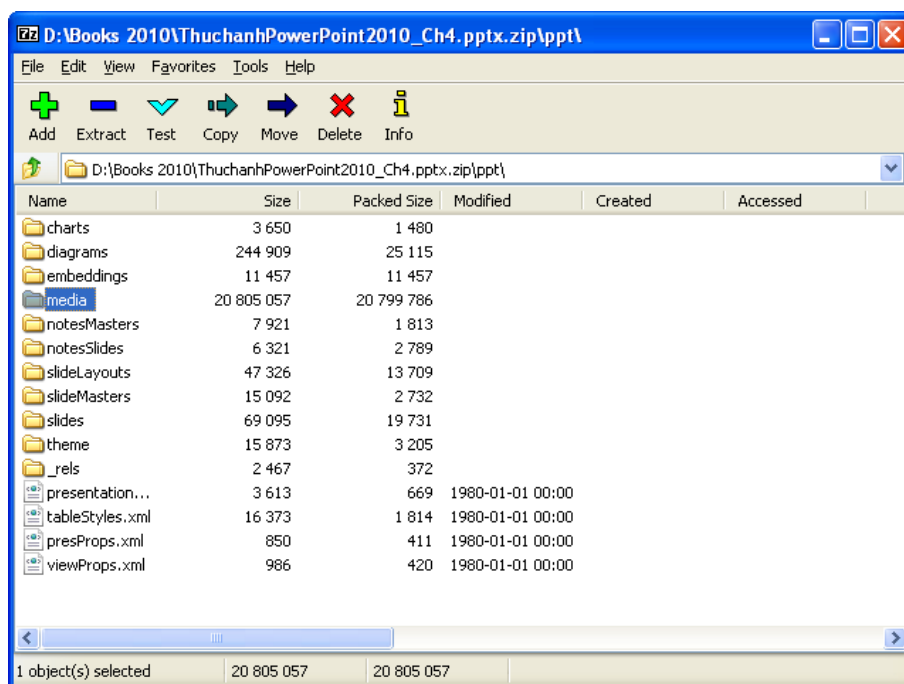 D:\Books 2010\ThuchanhPowerPoint2010_Ch4.pptx.zip\ppt\
File Edit View Favorites Tools Help
Add Extract Test Copy Move Delete Info
D:\Books 2010\ThuchanhPowerPoint2010_Ch4.pptx.zip\ppt\
Name Size Packed Size Modified Created Accessed
charts 3 650 1 480
diagrams 244 909 25 115
embeddings 11 457 11 457
media 20 805 057 20 799 786
notesMasters 7 921 1 813
notesSlides 6 321 2 789
slideLayouts 47 326 13 709
slideMasters 15 092 2 732
slides 69 095 19 731
theme 15 873 3 205
_rels 2 467 372
presentation... 3 613 669 1980-01-01 00:00
tableStyles.xml 16 373 1 814 1980-01-01 00:00
presProps.xml 850 411 1980-01-01 00:00
viewProps.xml 986 420 1980-01-01 00:00
1 object(s) selected 20 805 057 20 805 057